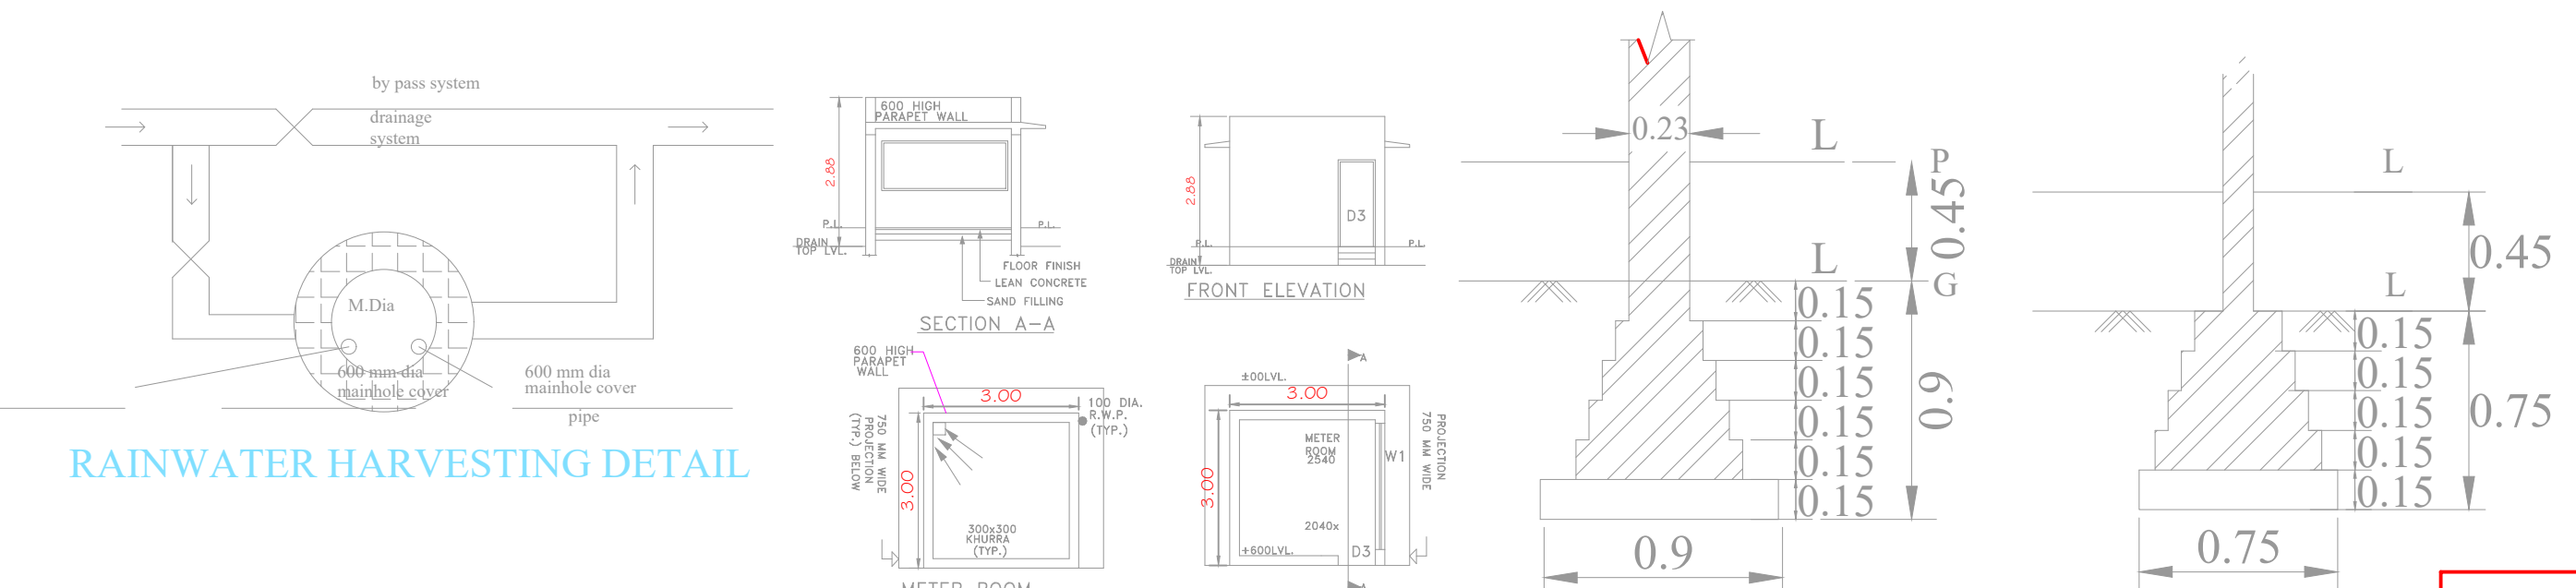 by pass system
drainage
system
M.Dia
600 mm dia
mainhole cover
600 mm dia
mainhole cover
pipe
RAINWATER HARVESTING DETAIL
600 HIGH
PARAPET WALL
2.88
P.L.
P.L.
DRAIN
TOP LVL.
FLOOR FINISH
LEAN CONCRETE
SAND FILLING
SECTION A-A
2.88
D3
P.L.
P.L.
DRAIN
TOP LVL.
FRONT ELEVATION
600 HIGH
PARAPET
WALL
3.00
100 DIA.
R.W.P.
(TYP.)
750 MM WIDE
PROJECTION
(TYP.) BELOW
3.00
300x300
KHURRA
(TYP.)
METER ROOM
A
±00LVL.
3.00
PROJECTION
750 MM WIDE
METER
ROOM
2540
W1
3.00
2040x
+600LVL.
D3
A
0.23
L
P
0.45
L
G
0.15
0.15
0.15
0.15
0.15
0.15
0.9
0.9
L
0.45
L
0.15
0.15
0.15
0.15
0.15
0.75
0.75